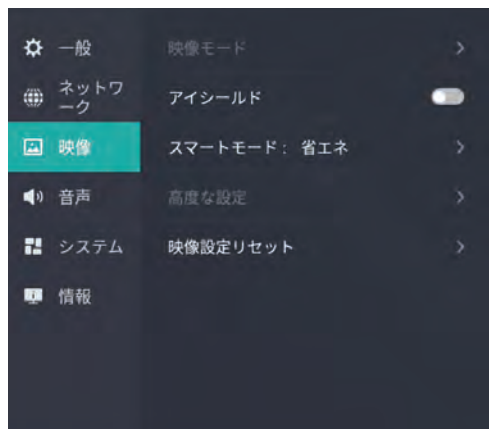 一般
ネットワ
ーク
映像
音声
システム
情報
映像モード
アイシールド
スマートモード： 省エネ
高度な設定
映像設定リセット